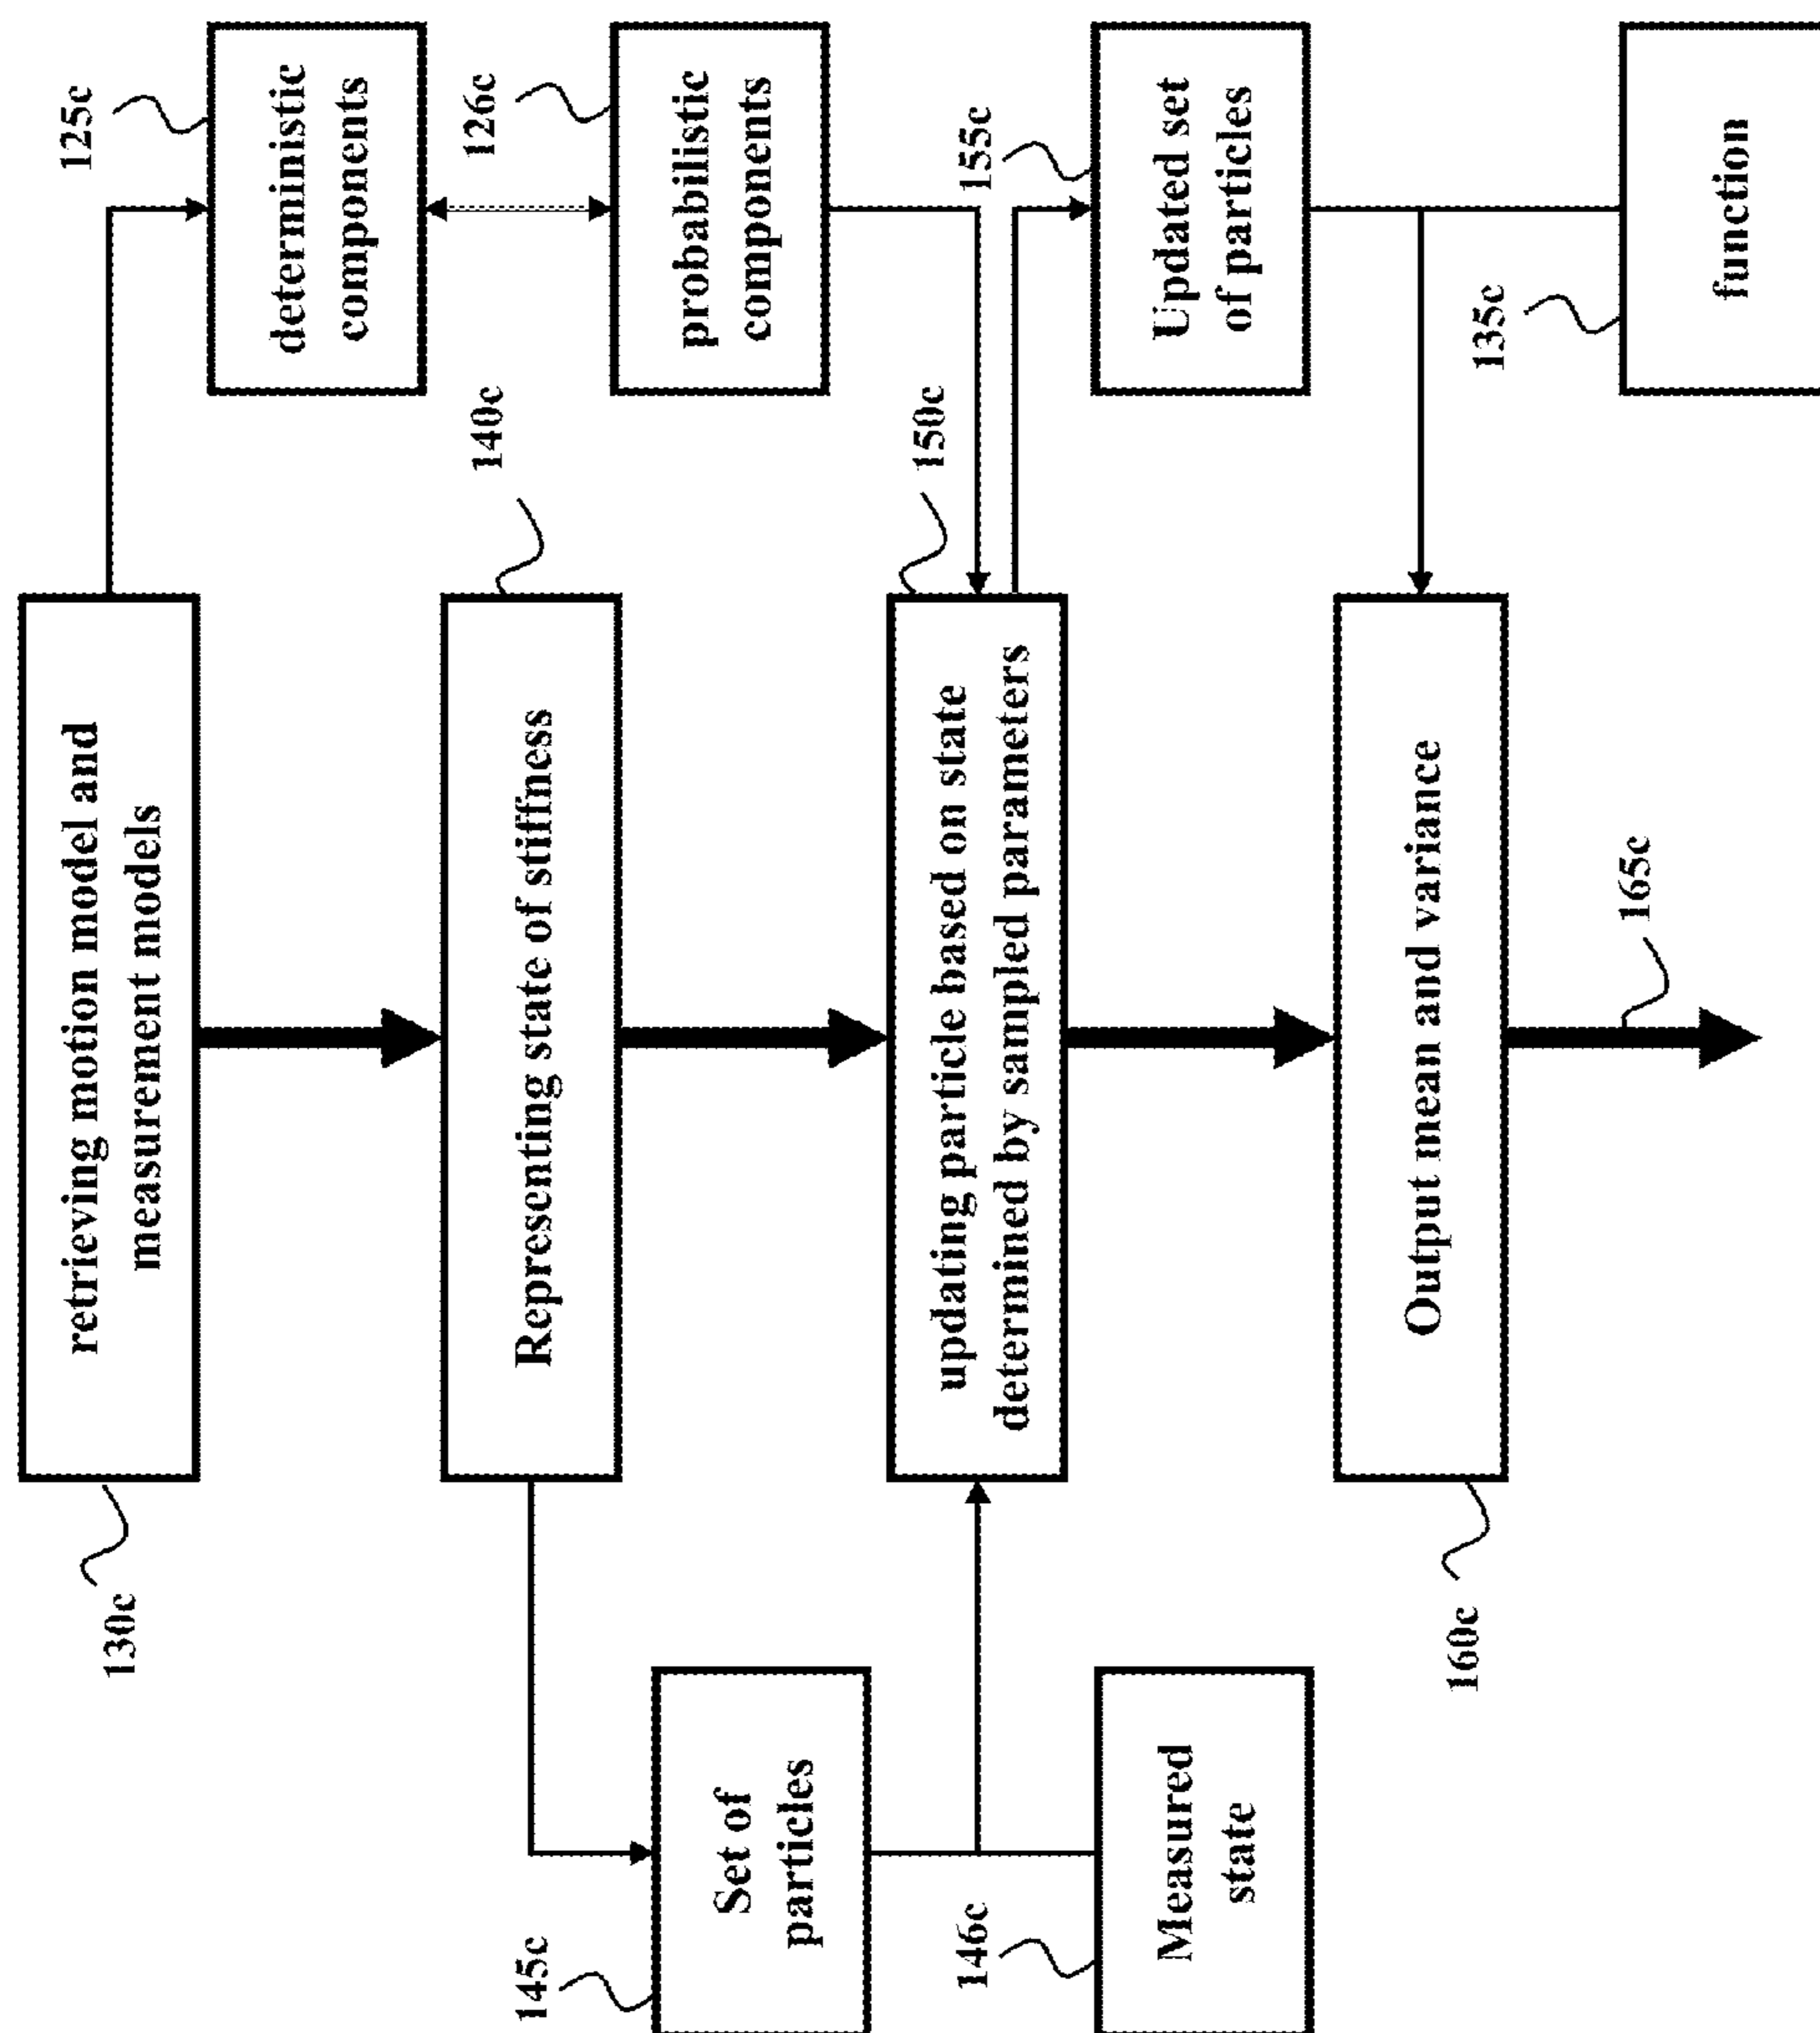 130c
retrieving motion model and
measurement models
125c
deterministic
components
126c
probabilistic
components
140c
Representing state of stiffness
145c
Set of
particles
146c
Measured
state
150c
updating particle based on state
determined by sampled parameters
155c
Updated set
of particles
135c
function
160c
Output mean and variance
165c